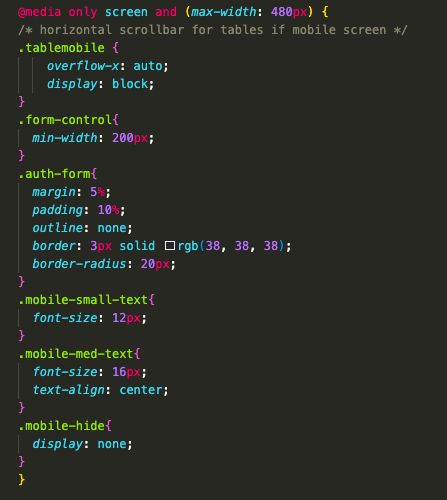 @media only screen and (max-width: 480px) {
/* horizontal scrollbar for tables if mobile screen */
.tablemobile {
    overflow-x: auto;
    display: block;
}
.form-control{
  min-width: 200px;
}
.auth-form{
  margin: 5%;
  padding: 10%;
  outline: none;
  border: 3px solid rgb(38, 38, 38);
  border-radius: 20px;
}
.mobile-small-text{
  font-size: 12px;
}
.mobile-med-text{
  font-size: 16px;
  text-align: center;
}
.mobile-hide{
  display: none;
}
}